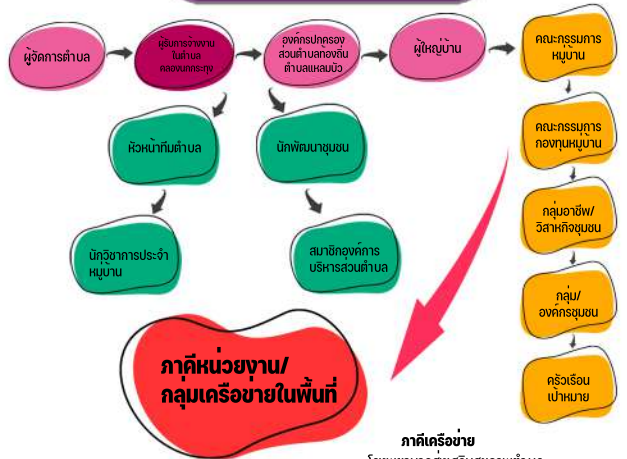 ผู้จัดการตำบล
ผู้รับการจ้างงาน
ในตำบล
คลองนกกระทุง
องค์กรปกครอง
ส่วนตำบลท้องถิ่น
ตำบลแหลมบัว
ผู้ใหญ่บ้าน
คณะกรรมการ
หมู่บ้าน
หัวหน้าทีมตำบล
นักพัฒนาชุมชน
คณะกรรมการ
กองทุนหมู่บ้าน
นักวิชาการประจำ
หมู่บ้าน
สมาชิกองค์การ
บริหารส่วนตำบล
กลุ่มอาชีพ/
วิสาหกิจชุมชน
กลุ่ม/
องค์กรชุมชน
ภาคีหน่วยงาน/
กลุ่มเครือข่ายในพื้นที่
ครัวเรือน
เป้าหมาย
ภาคีเครือข่าย